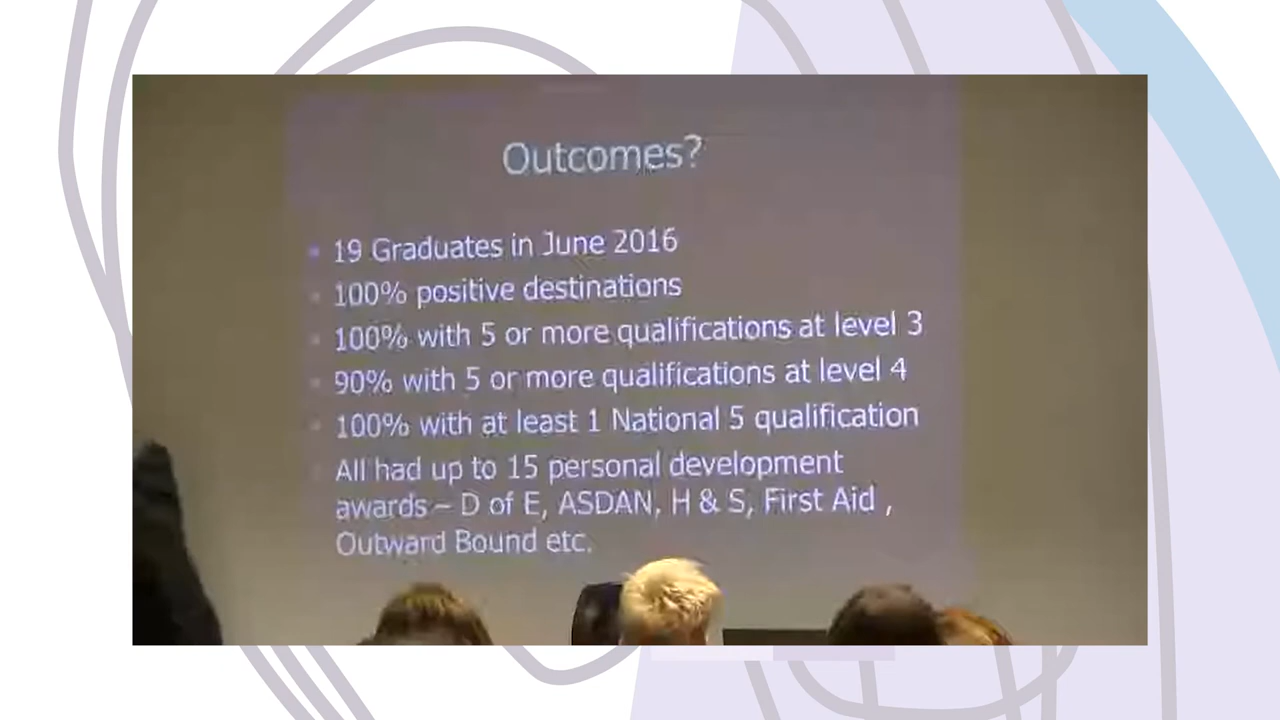 Outcomes?
19 Graduates in June 2016
100% positive destinations
100% with 5 or more qualifications at level 3
90% with 5 or more qualifications at level 4
100% with at least 1 National 5 qualification
All had up to 15 personal development
awards – D of E, ASDAN, H & S, First Aid ,
Outward Bound etc.